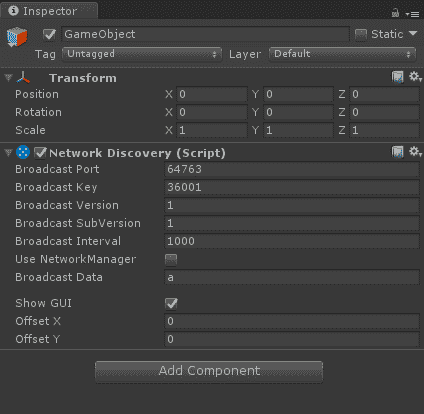 Inspector
GameObject Static
Tag Untagged Layer Default
Transform
Position X 0 Y 0 Z 0
Rotation X 0 Y 0 Z 0
Scale X 1 Y 1 Z 1
Network Discovery (Script)
Broadcast Port 64763
Broadcast Key 36001
Broadcast Version 1
Broadcast SubVersion 1
Broadcast Interval 1000
Use NetworkManager
Broadcast Data a
Show GUI
Offset X 0
Offset Y 0
Add Component